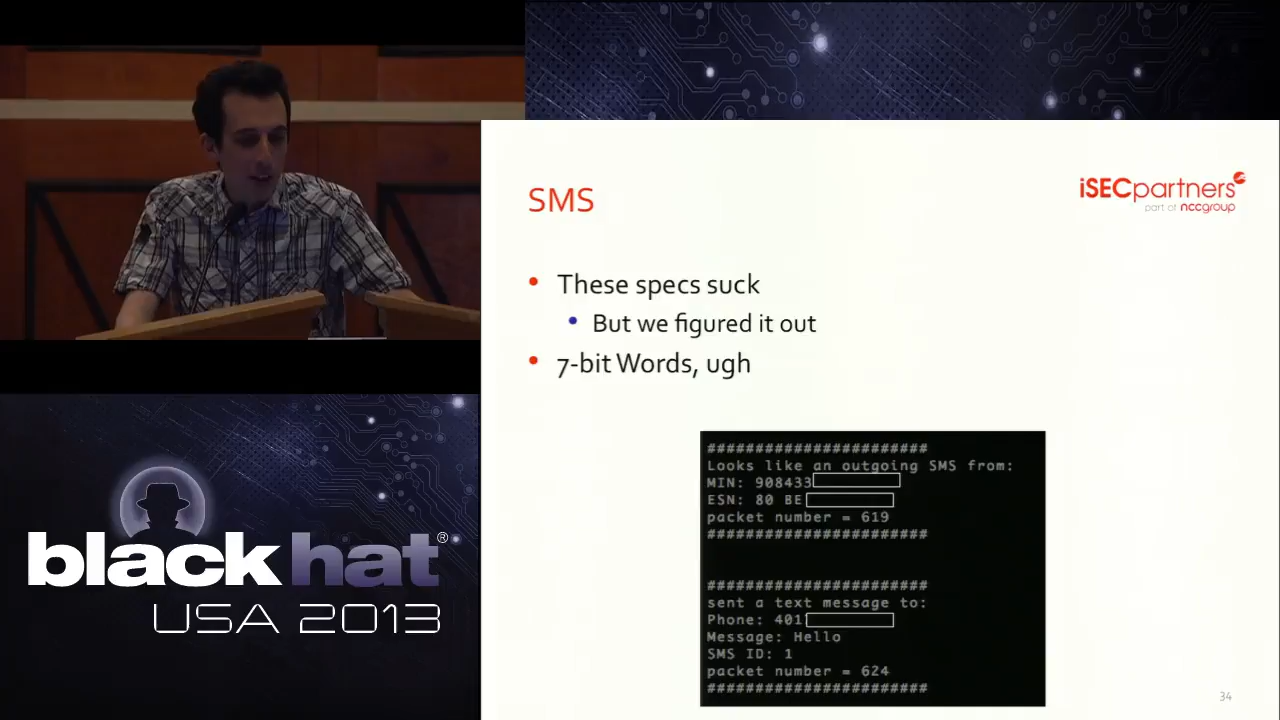 SMS
iSECpartners
part of nccgroup
These specs suck
But we figured it out
7-bit Words, ugh
#######################
Looks like an outgoing SMS from:
MIN: 908433
ESN: 80 BE
packet number = 619
#######################
#######################
sent a text message to:
Phone: 401
Message: Hello
SMS ID: 1
packet number = 624
#######################
34
blackhat®
USA 2013